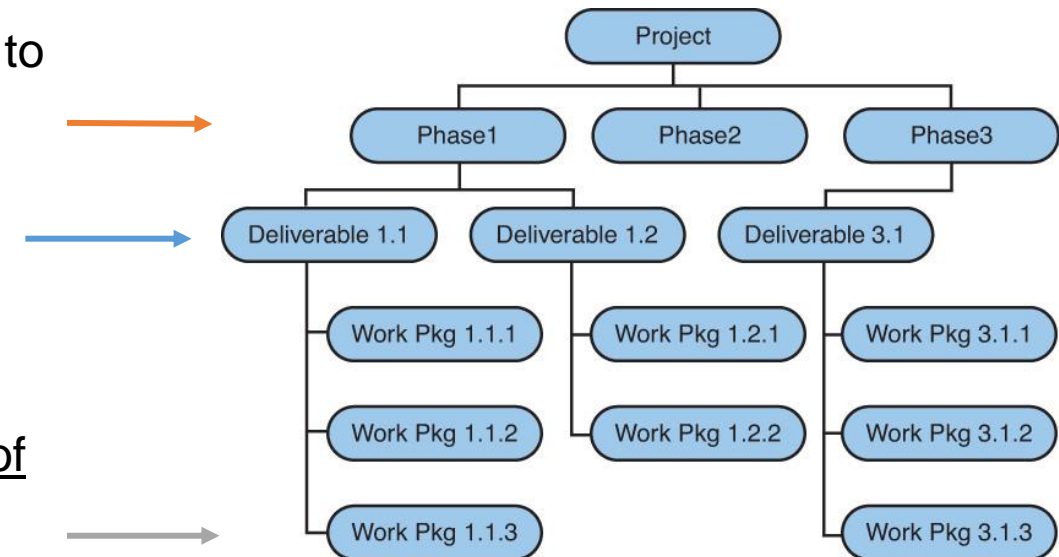 to
Project
Phase1 Phase2 Phase3
Deliverable 1.1 Deliverable 1.2 Deliverable 3.1
Work Pkg 1.1.1 Work Pkg 1.2.1 Work Pkg 3.1.1
Work Pkg 1.1.2 Work Pkg 1.2.2 Work Pkg 3.1.2
of
Work Pkg 1.1.3 Work Pkg 3.1.3